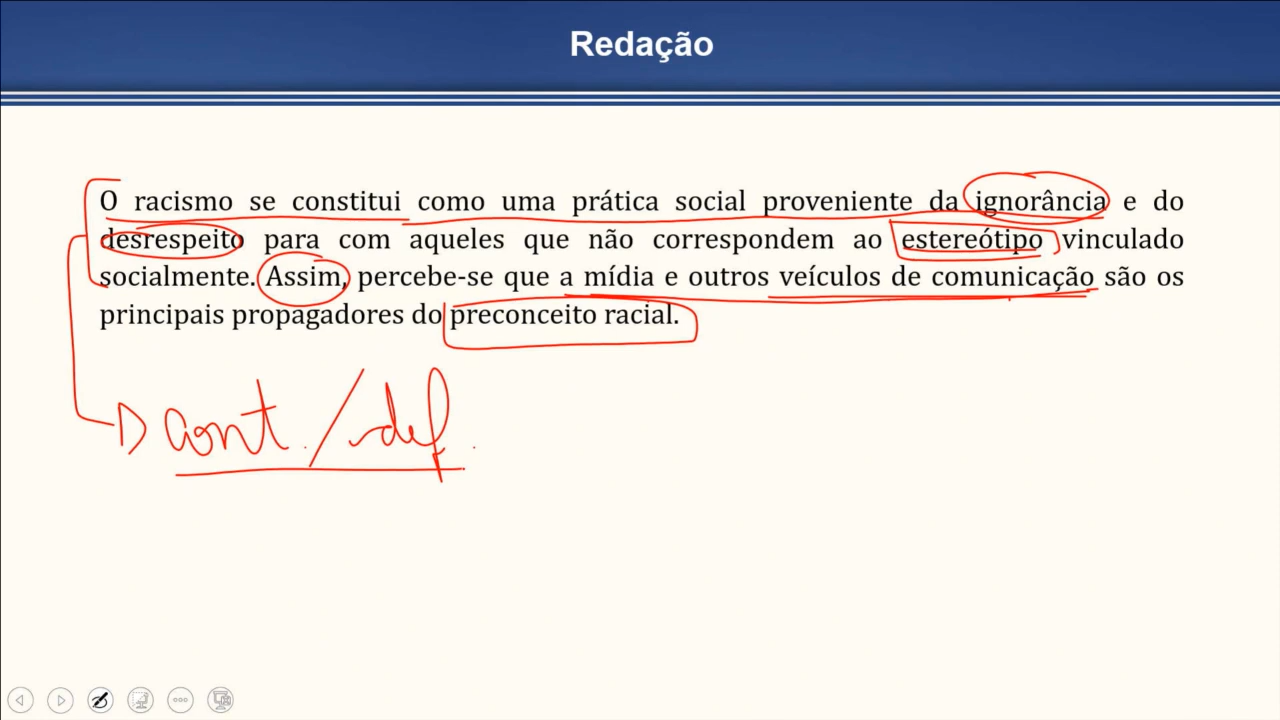 Redação
O racismo se constitui como uma prática social proveniente da ignorância e do
desrespeito para com aqueles que não correspondem ao estereótipo vinculado
socialmente. Assim, percebe-se que a mídia e outros veículos de comunicação são os
principais propagadores do preconceito racial.
cont. / def